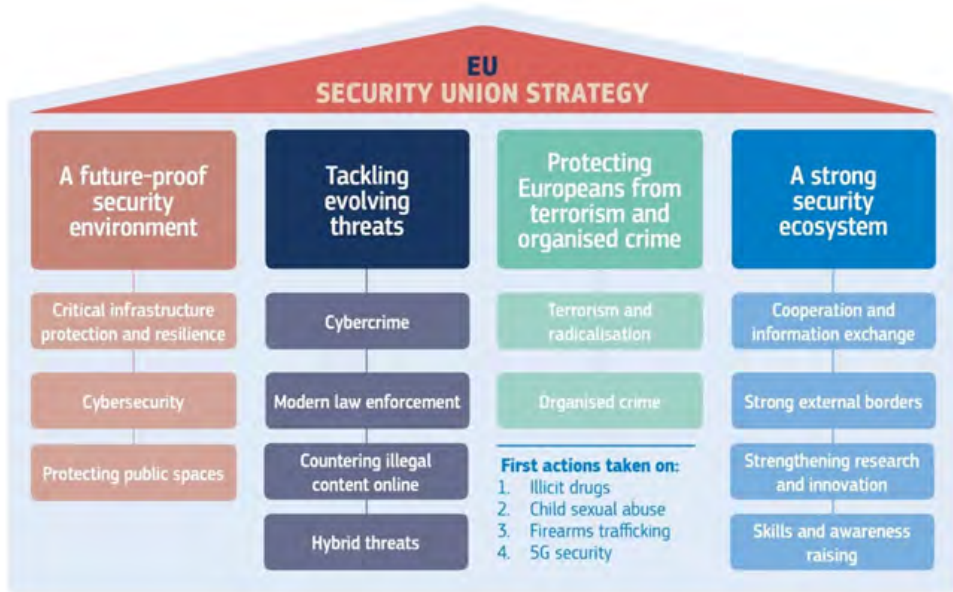 EU
SECURITY UNION STRATEGY
A future-proof
security
environment
Critical infrastructure
protection and resilience
Cybersecurity
Protecting public spaces
Tackling
evolving
threats
Cybercrime
Modern law enforcement
Countering illegal
content online
Hybrid threats
Protecting
Europeans from
terrorism and
organised crime
Terrorism and
radicalisation
Organised crime
First actions taken on:
1. Illicit drugs
2. Child sexual abuse
3. Firearms trafficking
4. 5G security
A strong
security
ecosystem
Cooperation and
information exchange
Strong external borders
Strengthening research
and innovation
Skills and awareness
raising